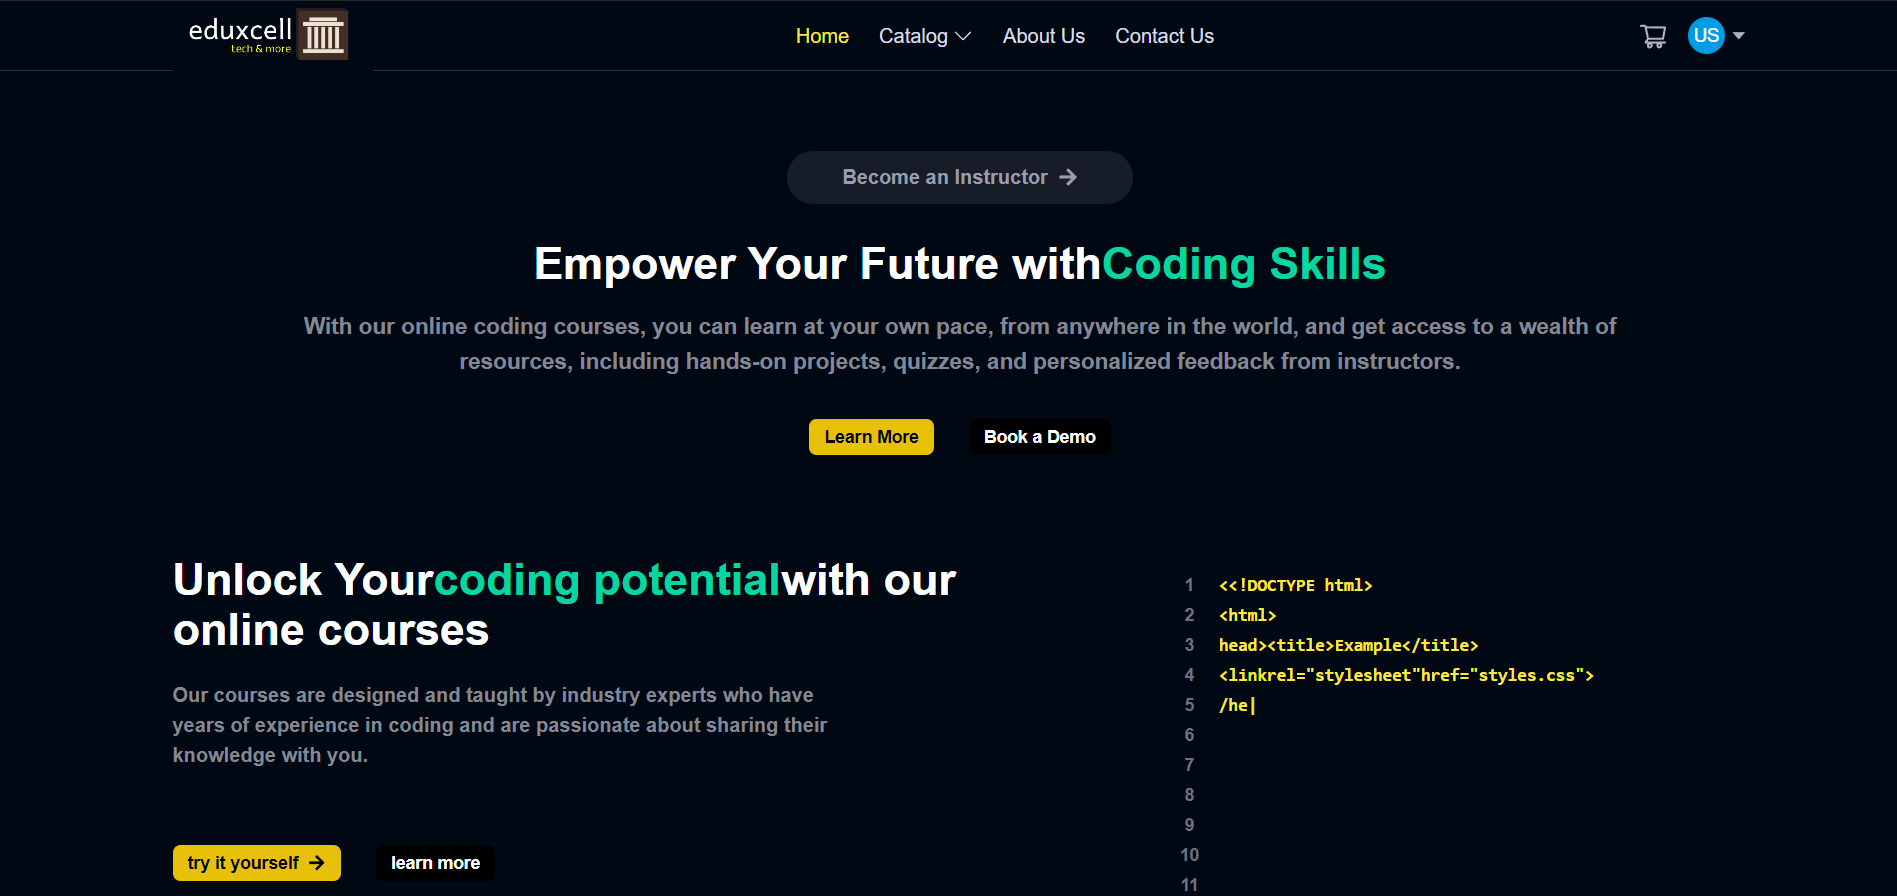 eduxcell
tech & more
Home Catalog About Us Contact Us
US
Become an Instructor
Empower Your Future withCoding Skills
With our online coding courses, you can learn at your own pace, from anywhere in the world, and get access to a wealth of
resources, including hands-on projects, quizzes, and personalized feedback from instructors.
Learn More Book a Demo
Unlock Yourcoding potentialwith our
online courses
Our courses are designed and taught by industry experts who have
years of experience in coding and are passionate about sharing their
knowledge with you.
try it yourself learn more
1 <<!DOCTYPE html>
2 <html>
3 head><title>Example</title>
4 <linkrel="stylesheet"href="styles.css">
5 /he|
6
7
8
9
10
11